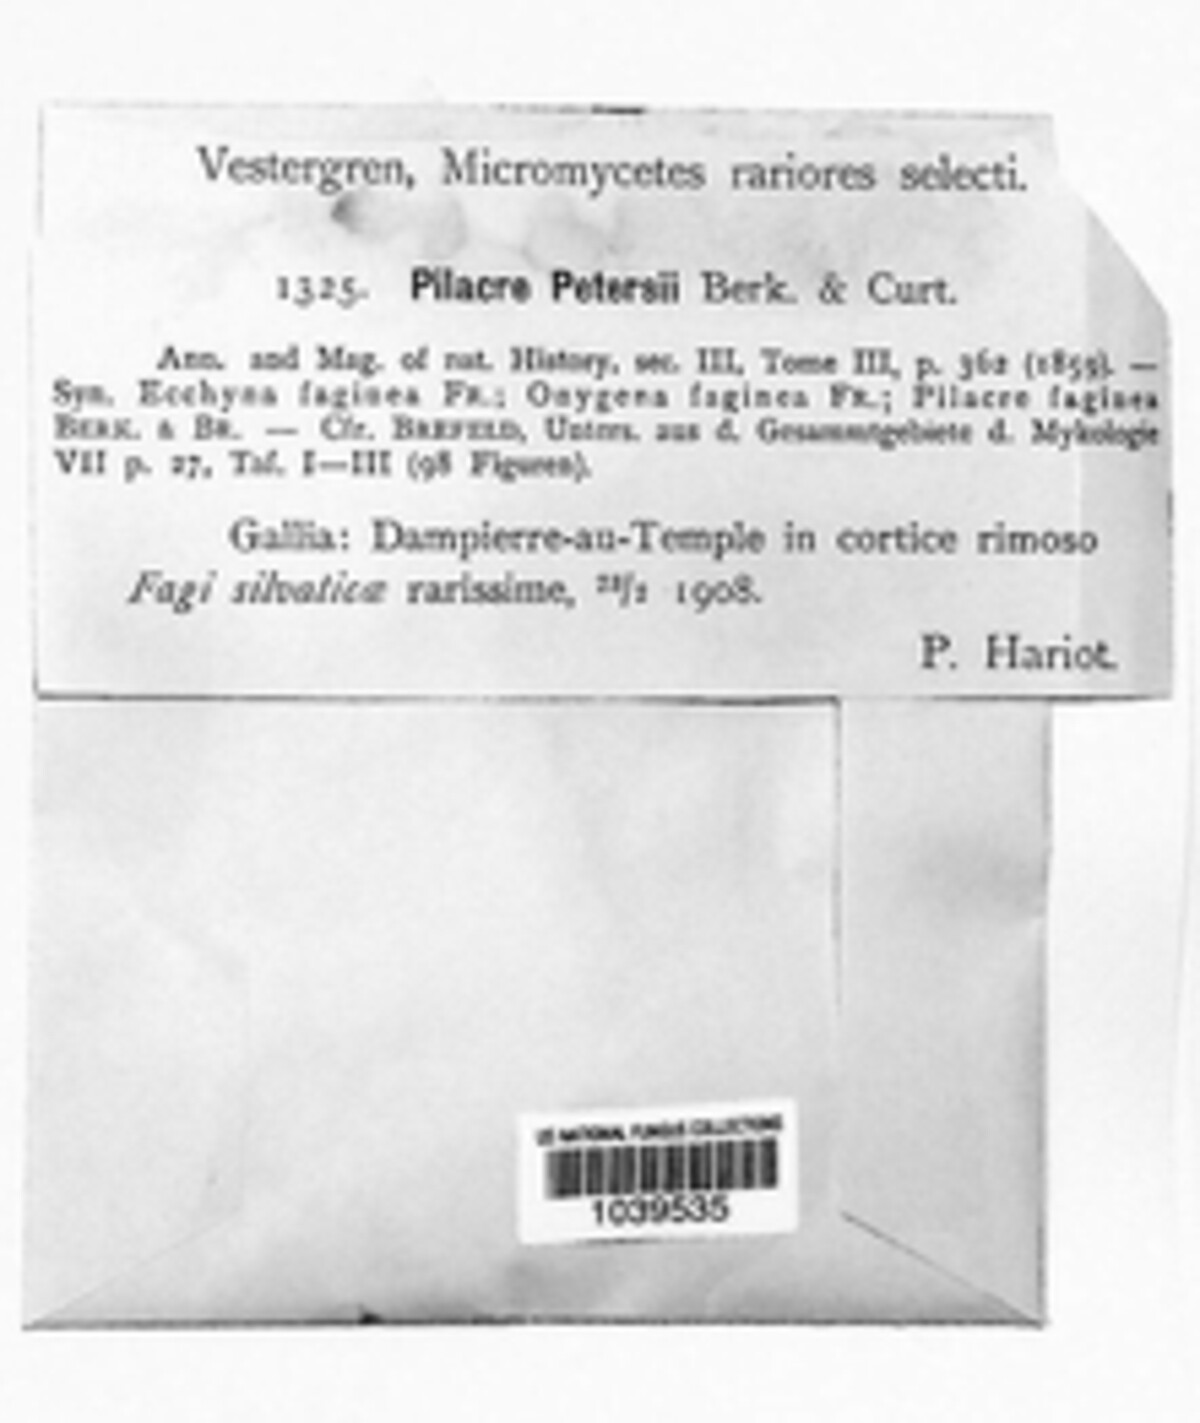 Vestergren, Micromycetes rariores selecti.
1325. Pilacre Petersii Berk. & Curt.
Ann. and Mag. of nat. History, ser. III, Tome III, p. 362 (1859). —
Syn. Ecchyna faginea FR.; Onygena faginea FR.; Pilacre faginea
BERK. & BR. — Cfr. BREFELD, Unters. aus d. Gesammtgebiete d. Mykologie
VII p. 27, Taf. I—III (98 Figuren).
Gallia: Dampierre-au-Temple in cortice rimoso
Fagi silvaticæ rarissime, /2 1908.
P. Hariot.
US NATIONAL FUNGUS COLLECTIONS
1039535